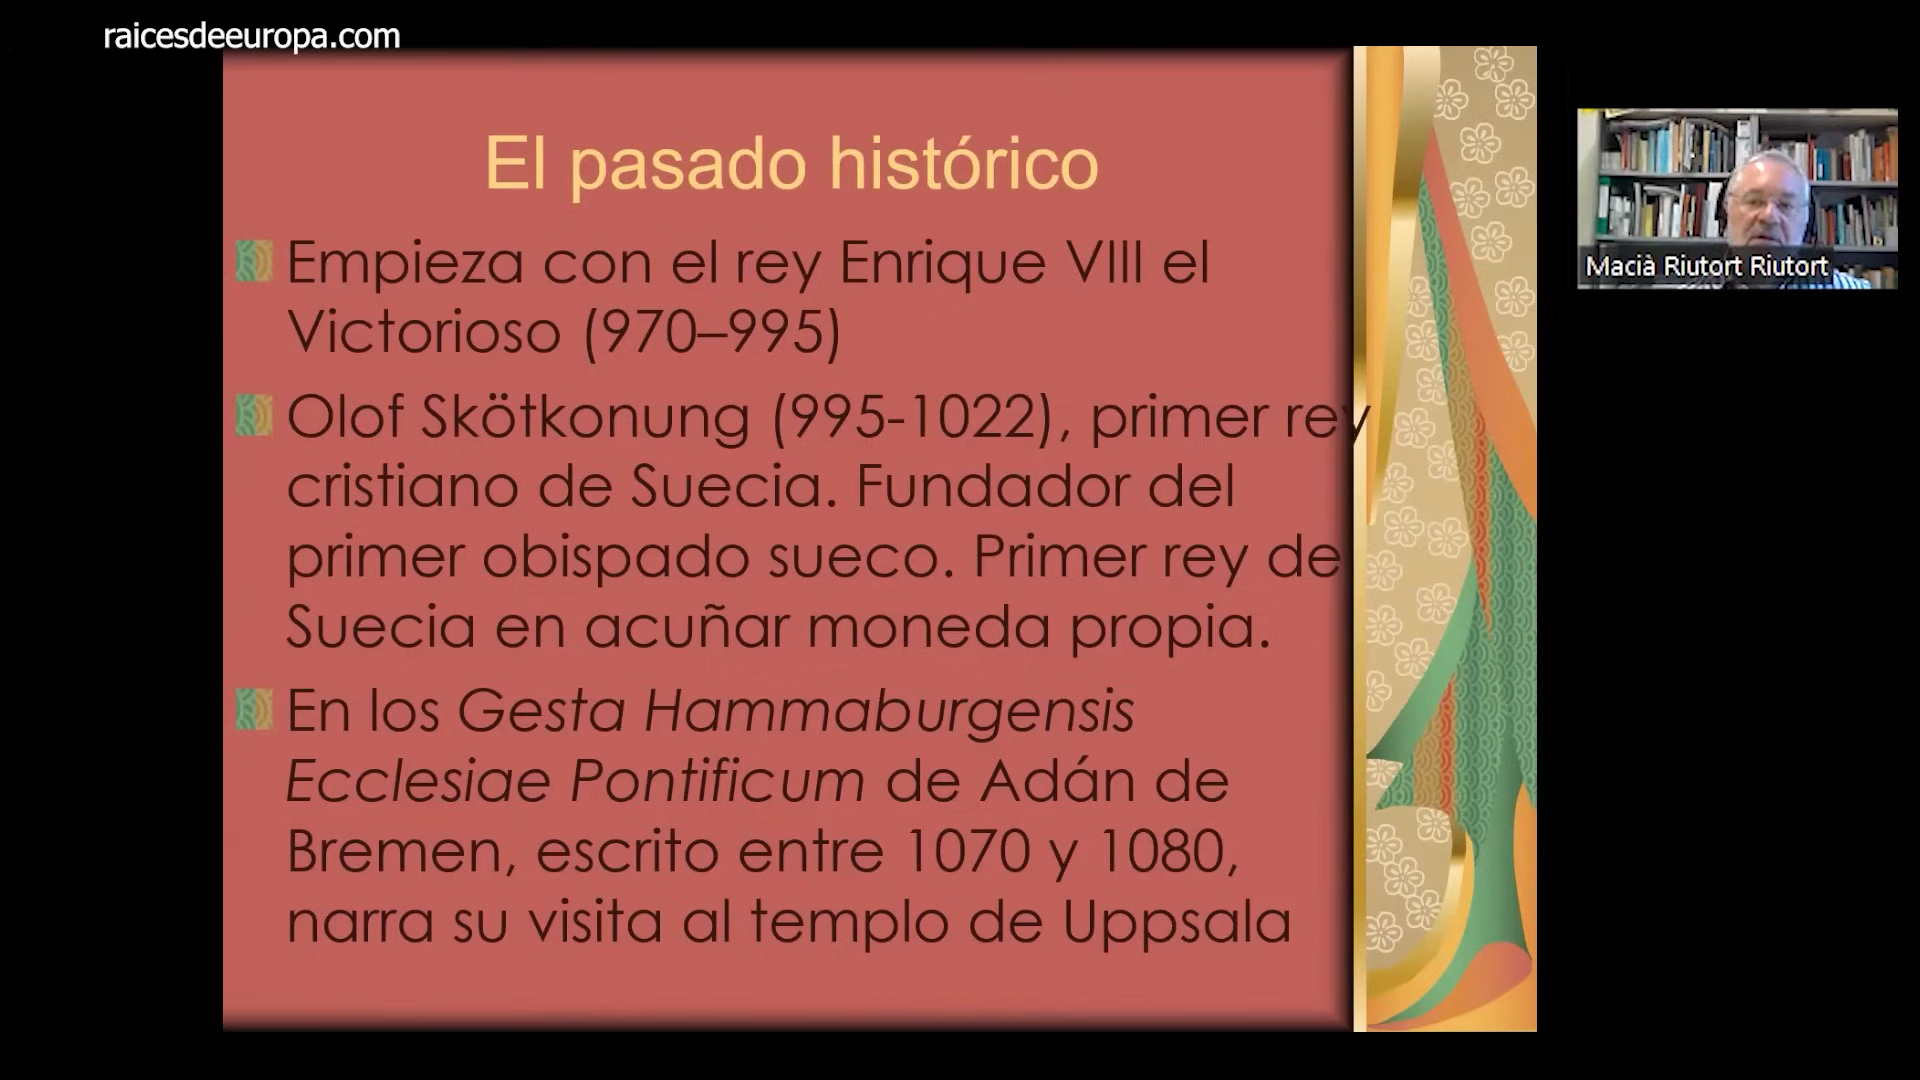 raicesdeeuropa.com
El pasado histórico
Empieza con el rey Enrique VIII el
Victorioso (970–995)
Olof Skötkonung (995-1022), primer rey
cristiano de Suecia. Fundador del
primer obispado sueco. Primer rey de
Suecia en acuñar moneda propia.
En los Gesta Hammaburgensis
Ecclesiae Pontificum de Adán de
Bremen, escrito entre 1070 y 1080,
narra su visita al templo de Uppsala
Macià Riutort Riutort